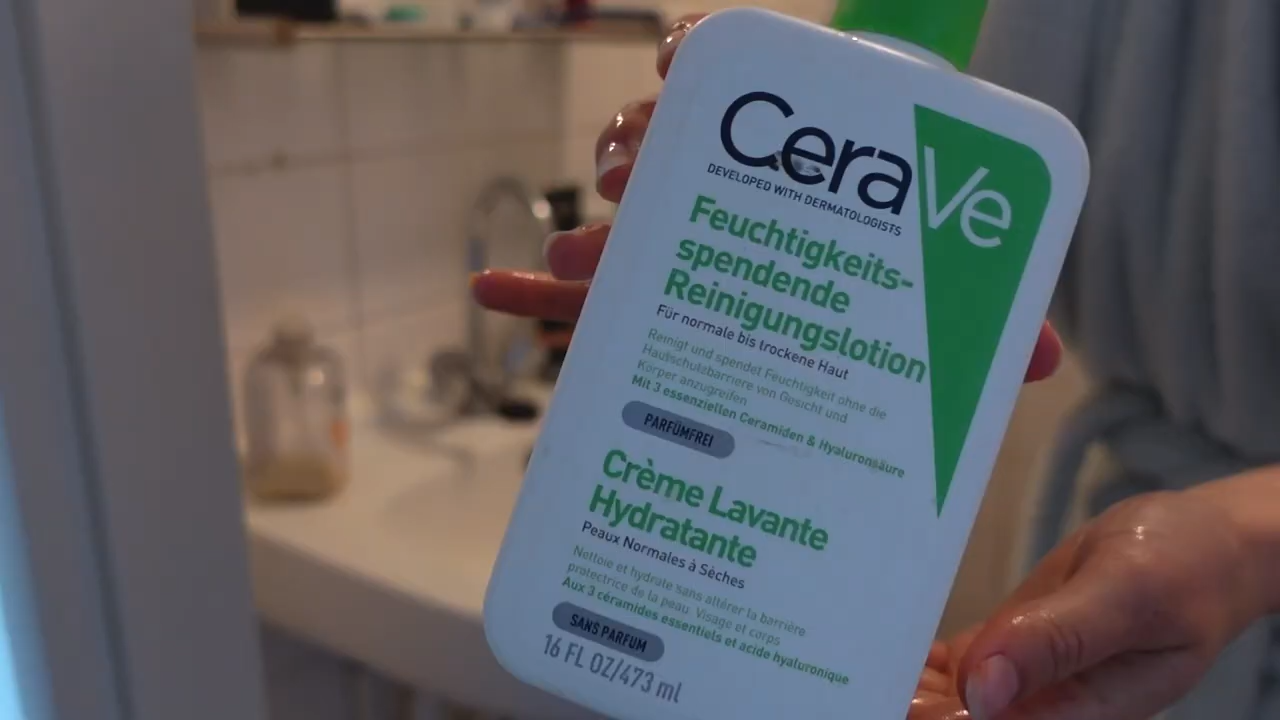 CeraVe
DEVELOPED WITH DERMATOLOGISTS
Feuchtigkeits-
spendende
Reinigungslotion
Für normale bis trockene Haut
Reinigt und spendet Feuchtigkeit ohne die
Hautschutzbarriere von Gesicht und
Körper anzugreifen
Mit 3 essenziellen Ceramiden & Hyaluronsäure
PARFÜMFREI
Crème Lavante
Hydratante
Peaux Normales à Sèches
Nettoie et hydrate sans altérer la barrière
protectrice de la peau. Visage et corps
Aux 3 céramides essentiels et acide hyaluronique
SANS PARFUM
16 FL OZ/473 ml